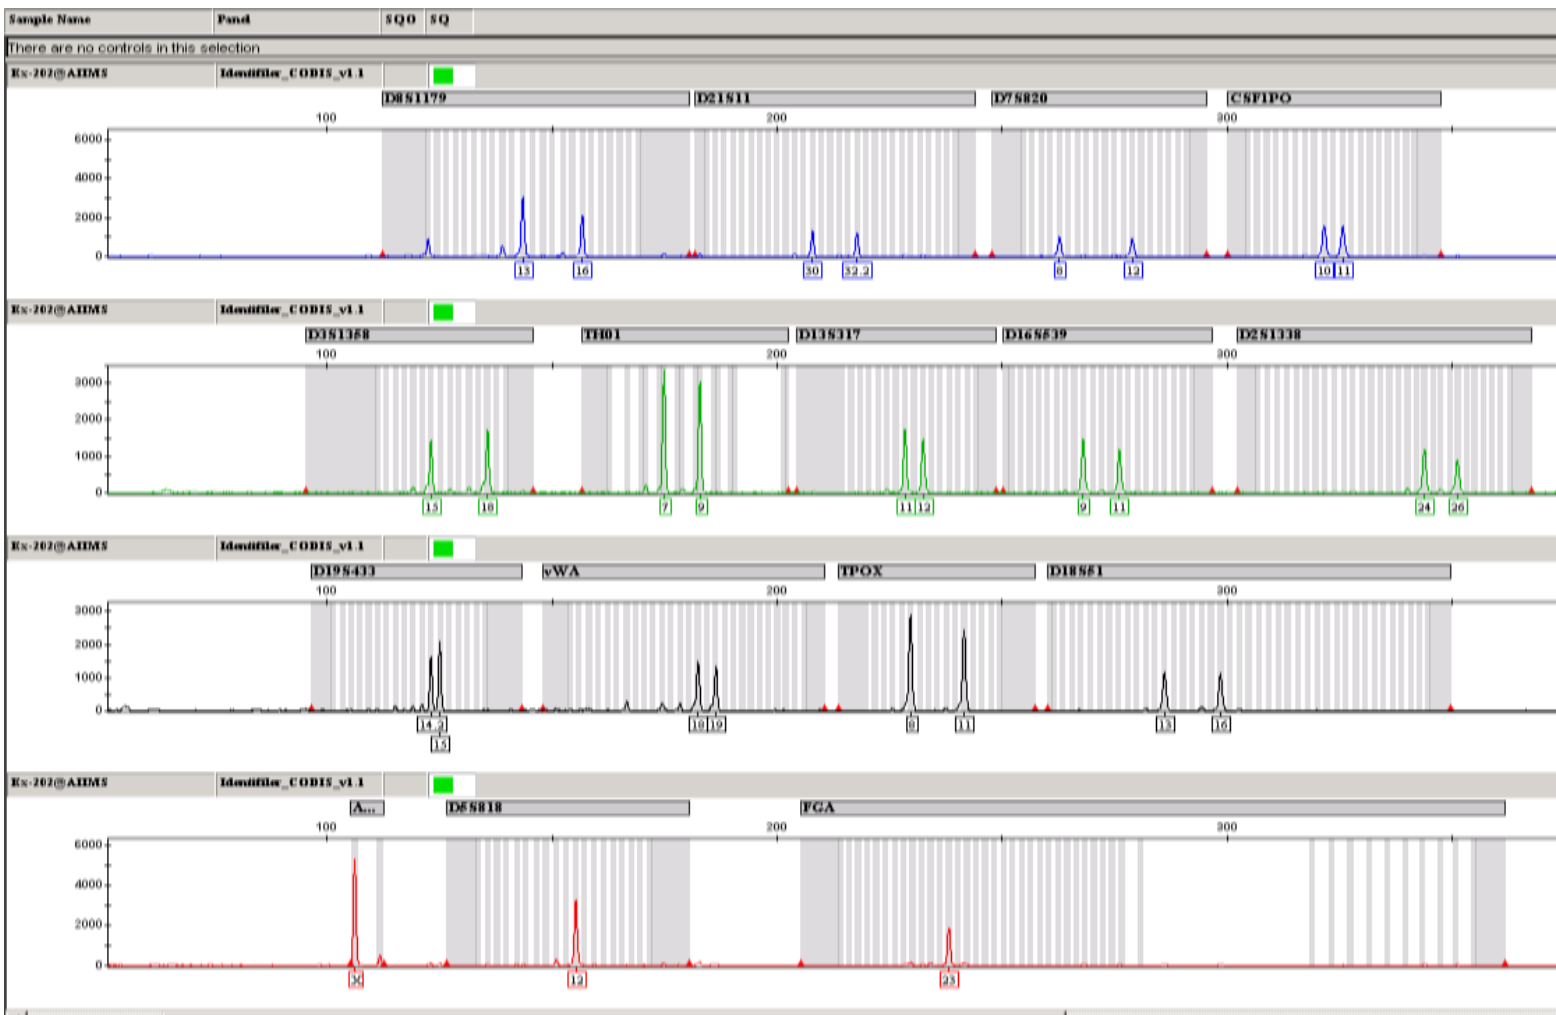 Sample Name Panel SQO SQ
There are no controls in this selection
Ex-202@AIIMS Identifiler_CODIS_v1.1
D8S1179 D21S11 D7S820 CSF1PO
100 200 300
6000
4000
2000
0
13 16 30 32.2 8 12 10 11
Ex-202@AIIMS Identifiler_CODIS_v1.1
D3S1358 TH01 D13S317 D16S539 D2S1338
100 200 300
3000
2000
1000
0
15 18 7 9 11 12 9 11 24 26
Ex-202@AIIMS Identifiler_CODIS_v1.1
D19S433 vWA TPOX D18S51
100 200 300
3000
2000
1000
0
14.2 18 19 8 11 13 16
15
Ex-202@AIIMS Identifiler_CODIS_v1.1
A... D5S818 FGA
100 200 300
6000
4000
2000
0
X 12 23